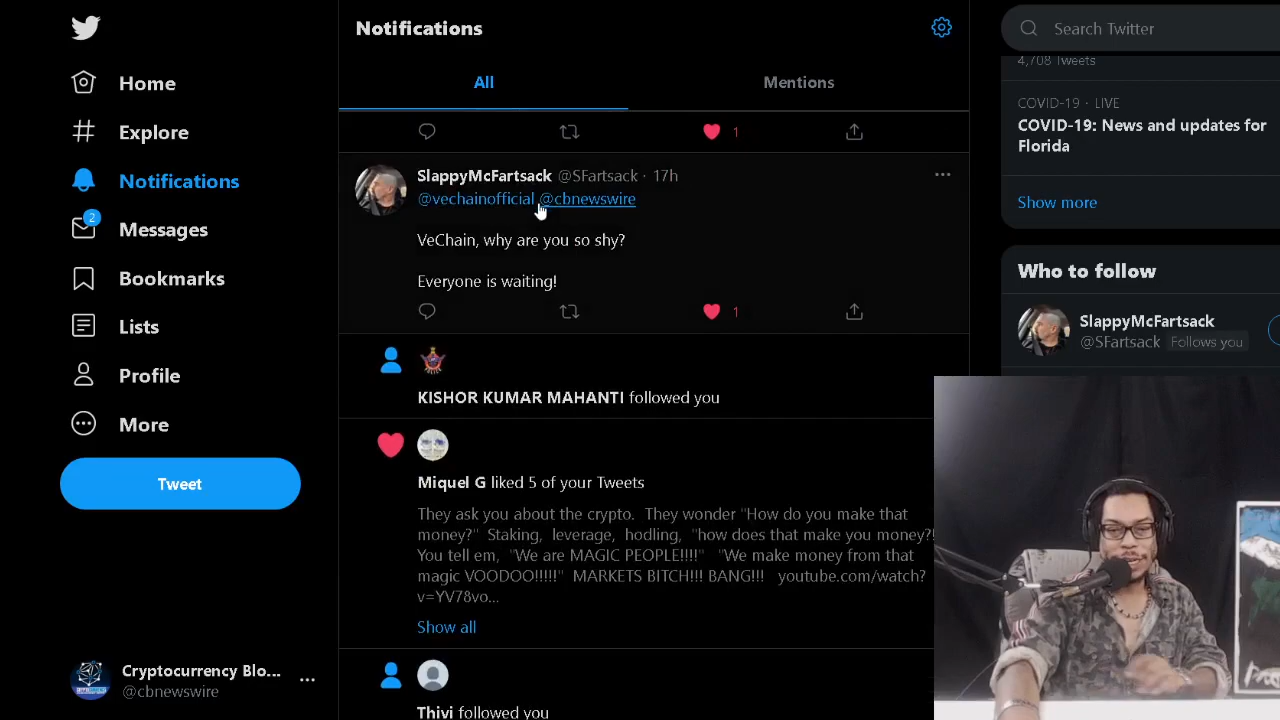 Home
Explore
Notifications
2
Messages
Bookmarks
Lists
Profile
More
Tweet
Cryptocurrency Blo...
@cbnewswire
Notifications
All
Mentions
1
SlappyMcFartsack @SFartsack · 17h
@vechainofficial @cbnewswire
VeChain, why are you so shy?
Everyone is waiting!
1
KISHOR KUMAR MAHANTI followed you
Miquel G liked 5 of your Tweets
They ask you about the crypto. They wonder "How do you make that
money?" Staking, leverage, hodling, "how does that make you money?!
You tell em, "We are MAGIC PEOPLE!!!!" "We make money from that
magic VOODOO!!!!!" MARKETS BITCH!!! BANG!!! youtube.com/watch?
v=YV78vo...
Show all
Thivi followed you
Search Twitter
4,708 Tweets
COVID-19 · LIVE
COVID-19: News and updates for
Florida
Show more
Who to follow
SlappyMcFartsack
@SFartsack Follows you